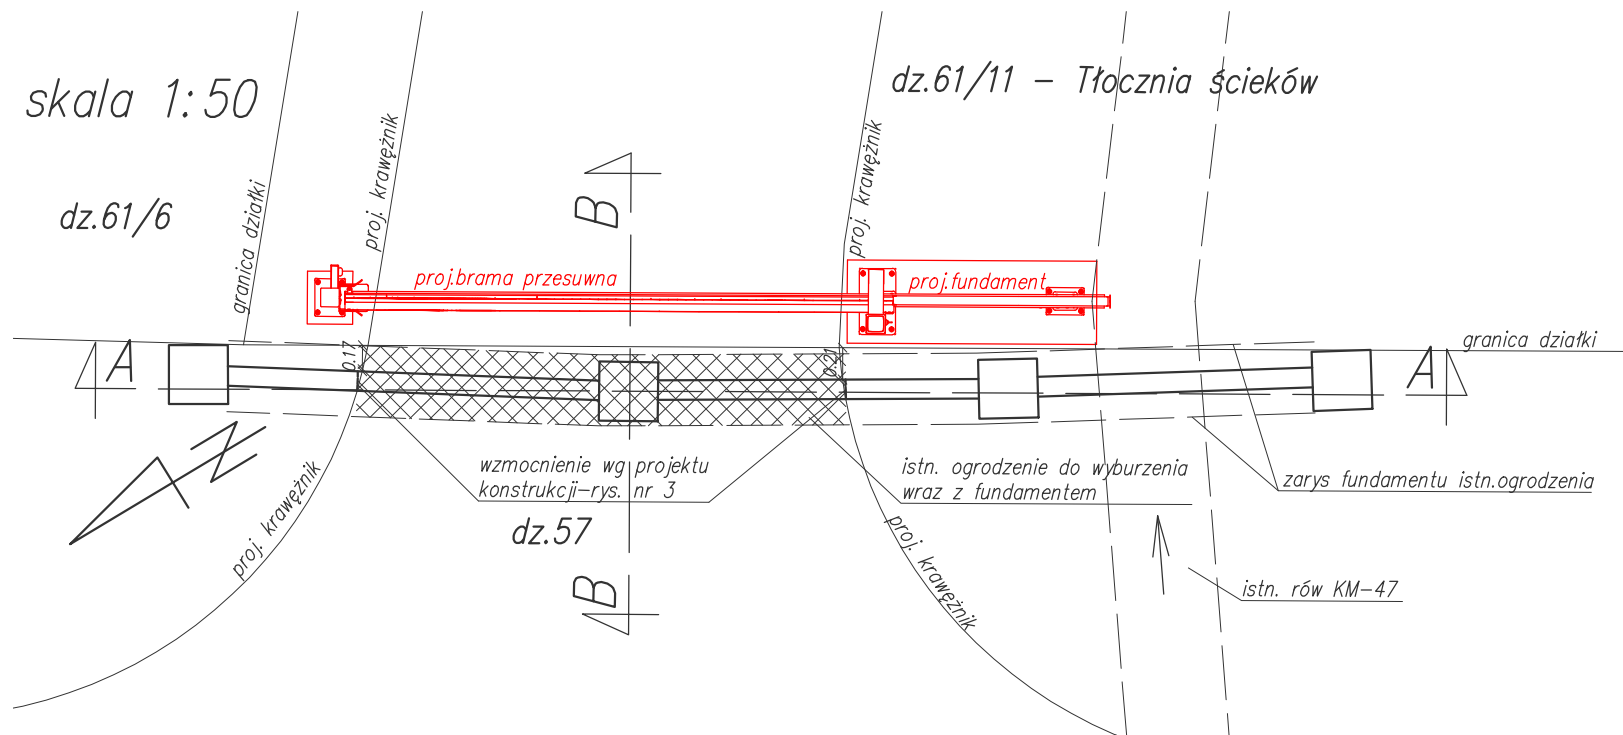 skala 1:50
dz.61/11 – Tłocznia ścieków
dz.61/6
granica działki
proj. krawężnik
B
proj. krawężnik
proj.brama przesuwna
proj.fundament
granica działki
A
0.17
0.21
A
N
wzmocnienie wg projektu
konstrukcji–rys. nr 3
istn. ogrodzenie do wyburzenia
wraz z fundamentem
zarys fundamentu istn.ogrodzenia
proj. krawężnik
dz.57
proj. krawężnik
B
istn. rów KM–47